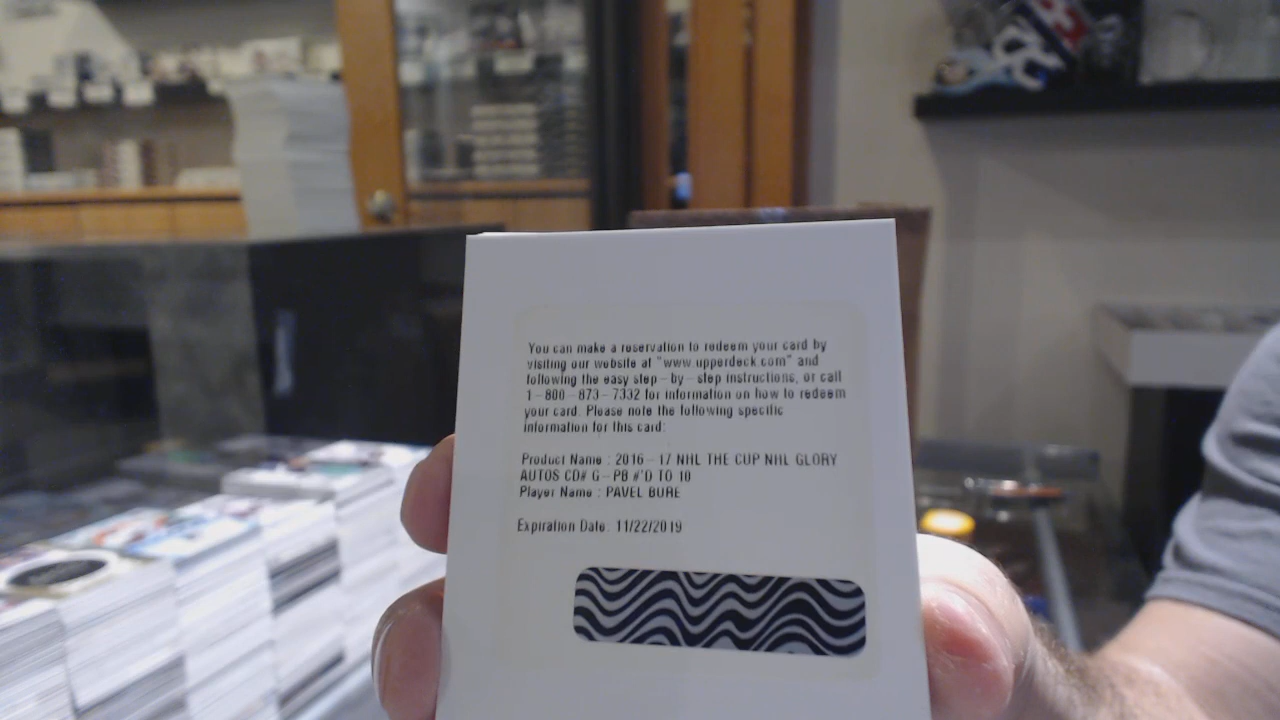 You can make a reservation to redeem your card by
visiting our website at "www.upperdeck.com" and
following the easy step - by - step instructions, or call
1 - 800 - 873 - 7332 for information on how to redeem
your card. Please note the following specific
information for this card:
Product Name : 2016 - 17 NHL THE CUP NHL GLORY
AUTOS CD# G - PB #'D TO 10
Player Name : PAVEL BURE
Expiration Date: 11/22/2019